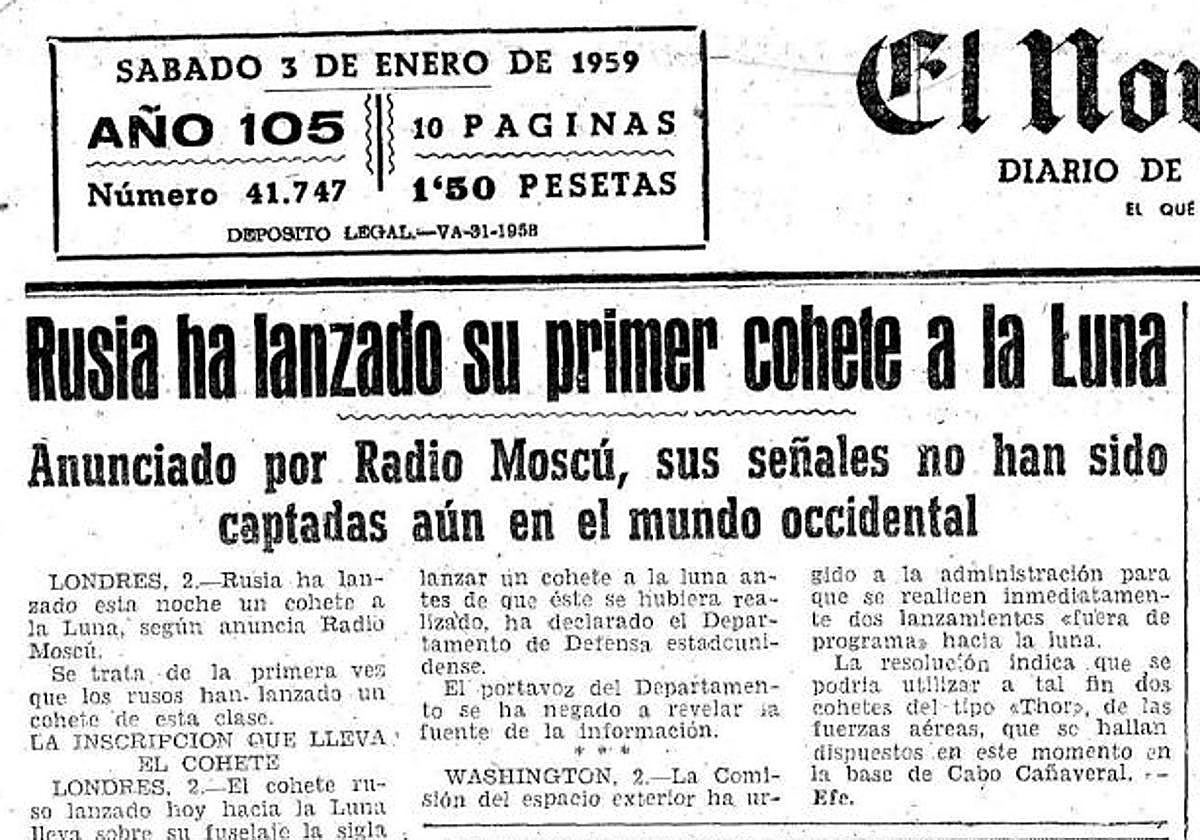 SABADO 3 DE ENERO DE 1959
AÑO 105
Número 41.747
10 PAGINAS
1'50 PESETAS
DEPOSITO LEGAL.—VA-31-1958
El Nor
DIARIO DE
EL QUE
Rusia ha lanzado su primer cohete a la Luna
Anunciado por Radio Moscú, sus señales no han sido
captadas aún en el mundo occidental
LONDRES, 2.—Rusia ha lan-
zado esta noche un cohete a
la Luna, según anuncia Radio
Moscú.
Se trata de la primera vez
que los rusos han lanzado un
cohete de esta clase.
LA INSCRIPCION QUE LLEVA
EL COHETE
LONDRES, 2.—El cohete ru-
so lanzado hoy hacia la Luna
lleva sobre su fuselaje la sigla
lanzar un cohete a la luna an-
tes de que éste se hubiera rea-
lizado, ha declarado el Depar-
tamento de Defensa estadouni-
dense.
El portavoz del Departamen-
to se ha negado a revelar la
fuente de la información.
* * *
WASHINGTON, 2.—La Comi-
sión del espacio exterior ha ur-
gido a la administración para
que se realicen inmediatamen-
te dos lanzamientos «fuera de
programa» hacia la luna.
La resolución indica que se
podría utilizar a tal fin dos
cohetes del tipo «Thor», de las
fuerzas aéreas, que se hallan
dispuestos en este momento en
la base de Cabo Cañaveral. --
Efe.